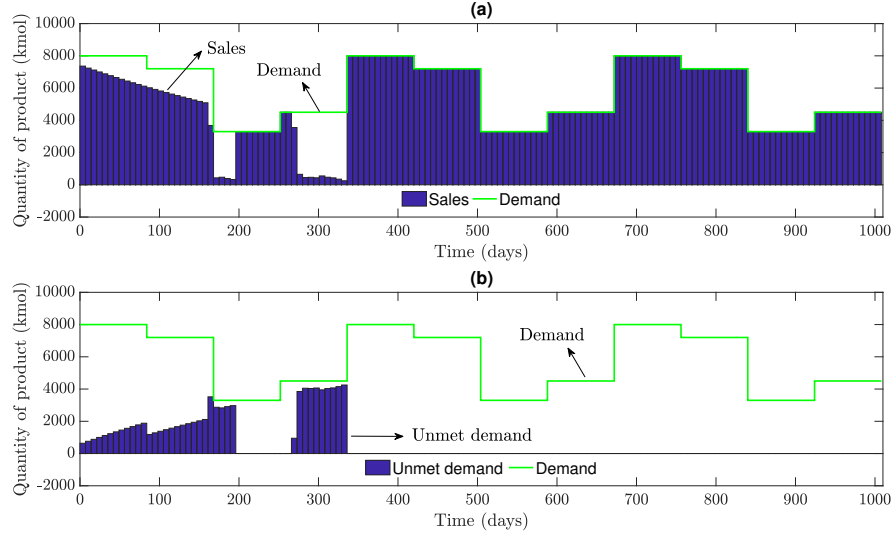 (a)
10000
8000
6000
4000
2000
0
-2000
Quantity of product (kmol)
Sales
Demand
Sales Demand
0 100 200 300 400 500 600 700 800 900 1000
Time (days)
(b)
10000
8000
6000
4000
2000
0
-2000
Quantity of product (kmol)
Demand
Unmet demand
Unmet demand Demand
0 100 200 300 400 500 600 700 800 900 1000
Time (days)